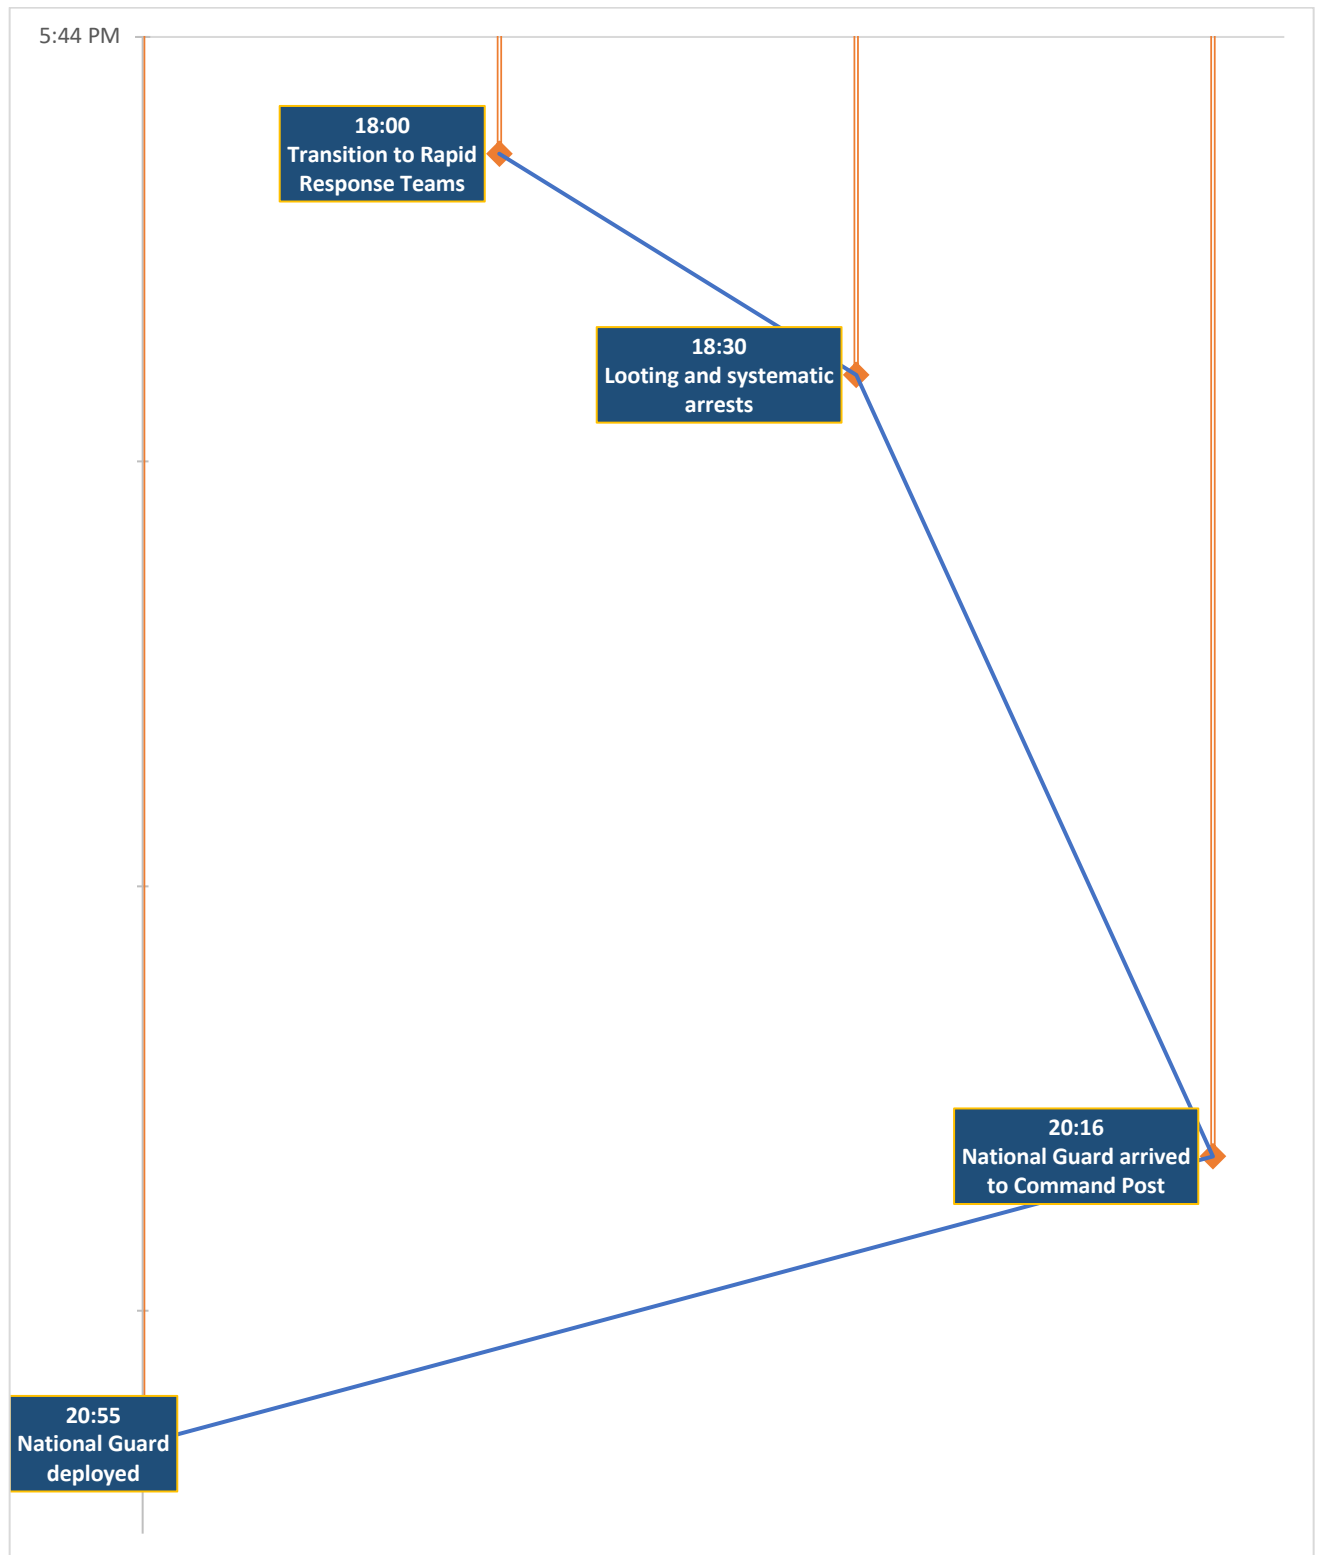 5:44 PM
18:00
Transition to Rapid
Response Teams
18:30
Looting and systematic
arrests
20:16
National Guard arrived
to Command Post
20:55
National Guard
deployed